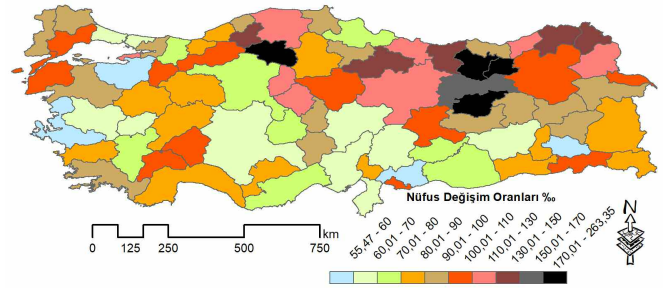 Nüfus Değişim Oranları ‰
N
km
0 125 250 500 750
55,47 - 60
60,01 - 70
70,01 - 80
80,01 - 90
90,01 - 100
100,01 - 110
110,01 - 130
130,01 - 150
150,01 - 170
170,01 - 263,35